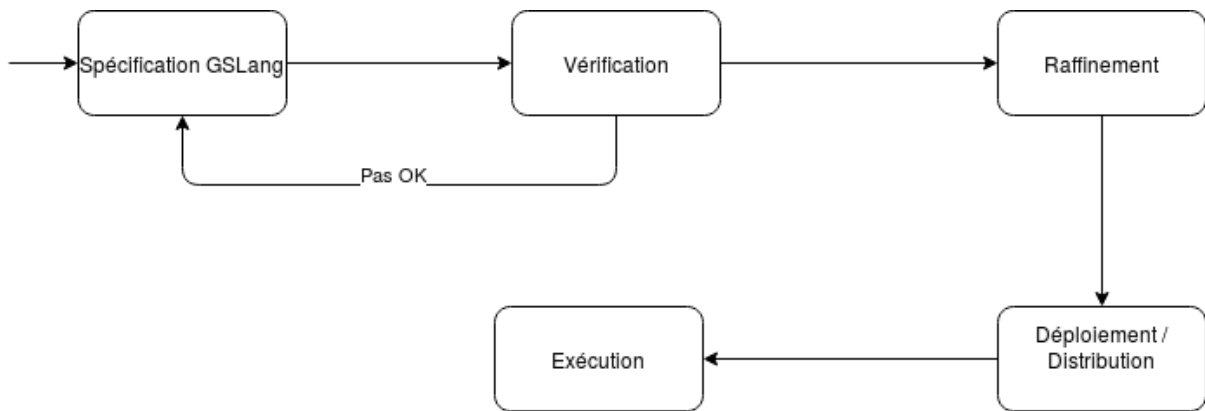 Spécification GSLang
Vérification
Raffinement
Pas OK
Exécution
Déploiement /
Distribution